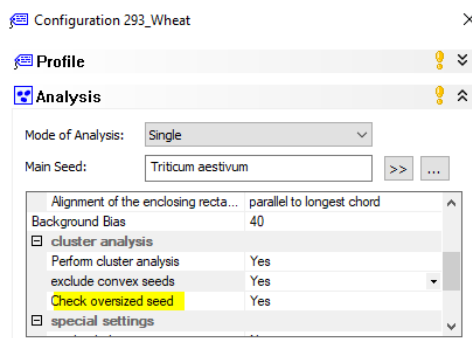 Configuration 293_Wheat
Profile
Analysis
Mode of Analysis: Single
Main Seed: Triticum aestivum >> ...
Alignment of the enclosing recta... parallel to longest chord
Background Bias 40
cluster analysis
Perform cluster analysis Yes
exclude convex seeds Yes
Check oversized seed Yes
special settings